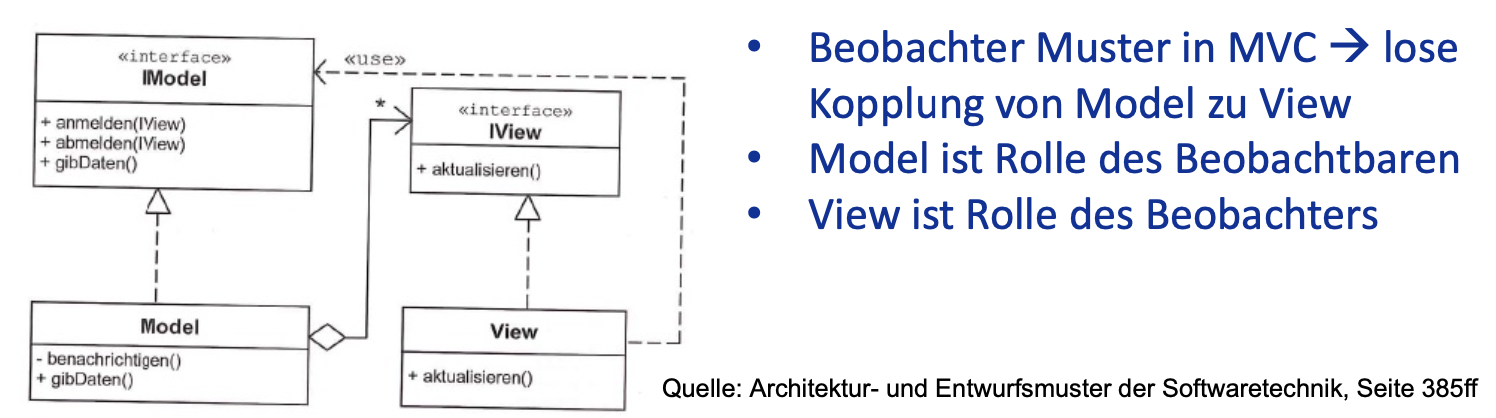 «interface»
IModel
+ anmelden(IView)
+ abmelden(IView)
+ gibDaten()
«use»
*
«interface»
IView
+ aktualisieren()
Model
- benachrichtigen()
+ gibDaten()
View
+ aktualisieren()
• Beobachter Muster in MVC → lose
Kopplung von Model zu View
• Model ist Rolle des Beobachtbaren
• View ist Rolle des Beobachters
Quelle: Architektur- und Entwurfsmuster der Softwaretechnik, Seite 385ff